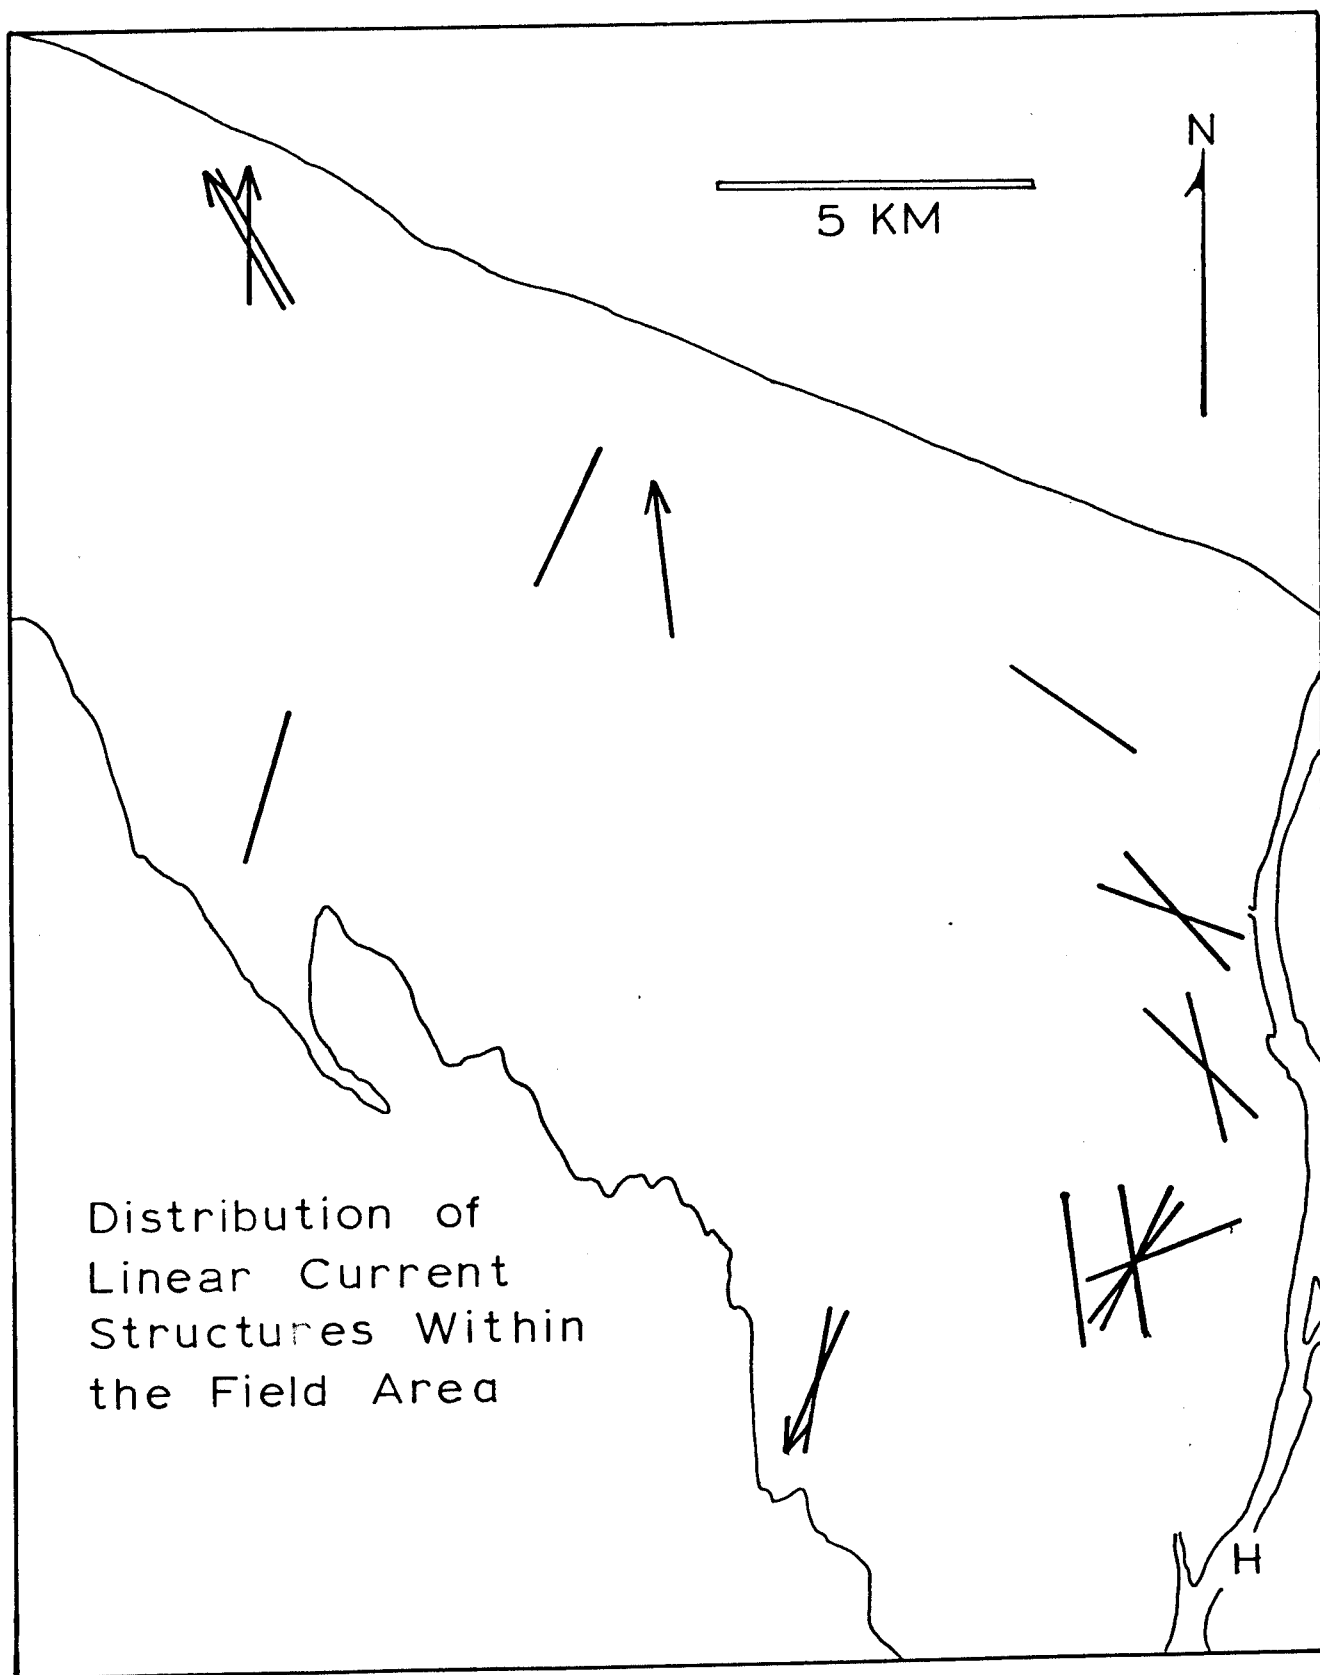 N
5 KM
Distribution of
Linear Current
Structures Within
the Field Area
H